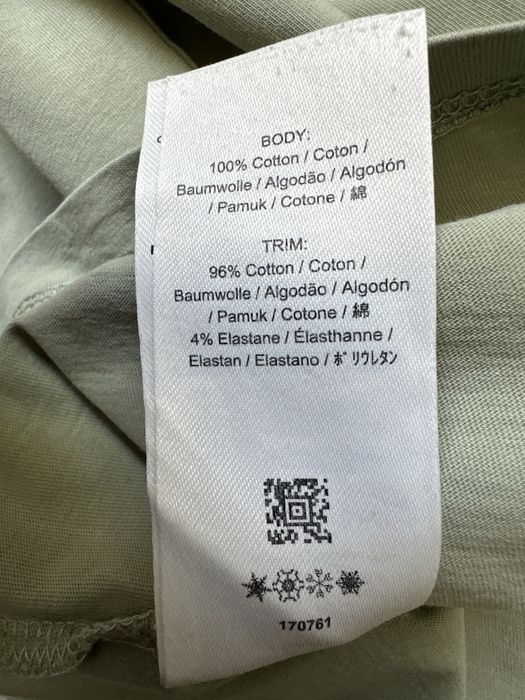 BODY:
100% Cotton / Coton /
Baumwolle / Algodão / Algodón
/ Pamuk / Cotone / 綿
TRIM:
96% Cotton / Coton /
Baumwolle / Algodão / Algodón
/ Pamuk / Cotone / 綿
4% Elastane / Élasthanne /
Elastan / Elastano / ポリウレタン
170761